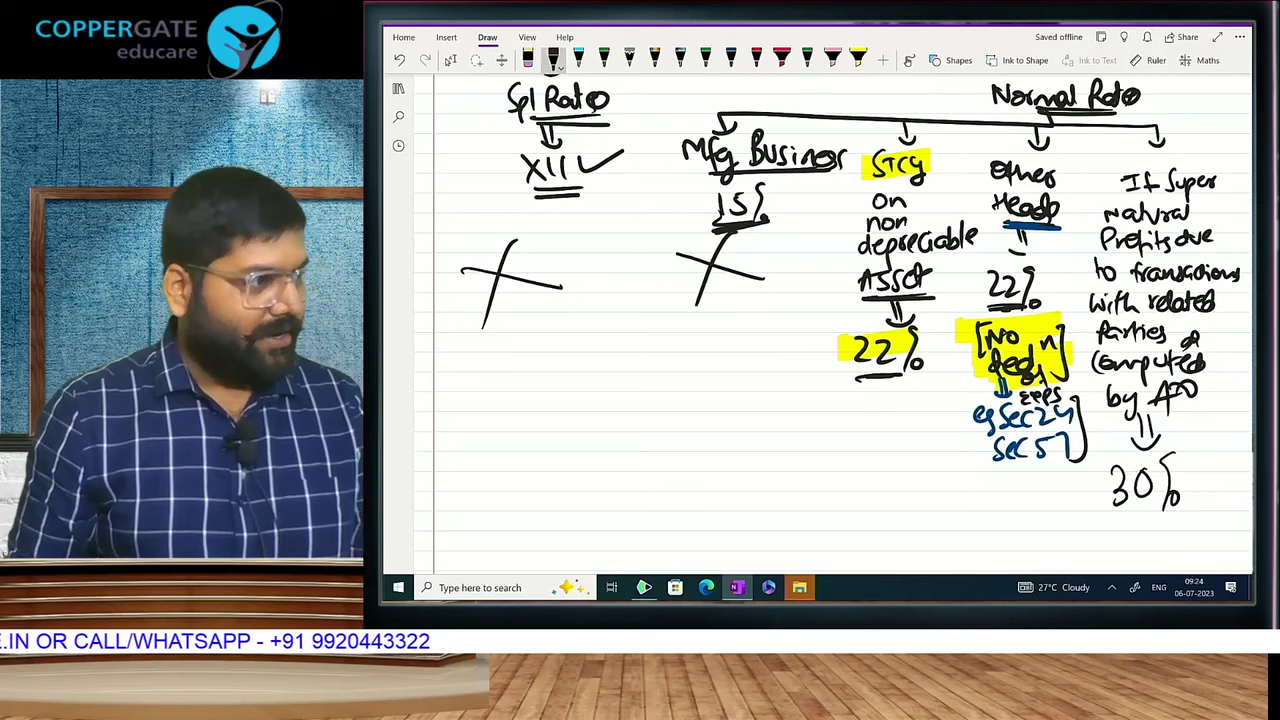 COPPERGATE
educare
Home Insert Draw View Help
Saved offline
Share
Shapes
Ink to Shape
Ink to Text
Ruler
Maths
Spl Rate
XII
Normal Rate
Mfg Business
15%
STCG
on
non
depreciable
Asset
22%
Other
Heads
22%
[No
dedn]
of
exps
eg Sec 24
Sec 57
If Super
natural
Profits due
to transactions
with related
Parties &
Computed
by A.O
30%
Type here to search
27°C Cloudy
ENG
09:24
06-07-2023
E.IN OR CALL/WHATSAPP - +91 9920443322